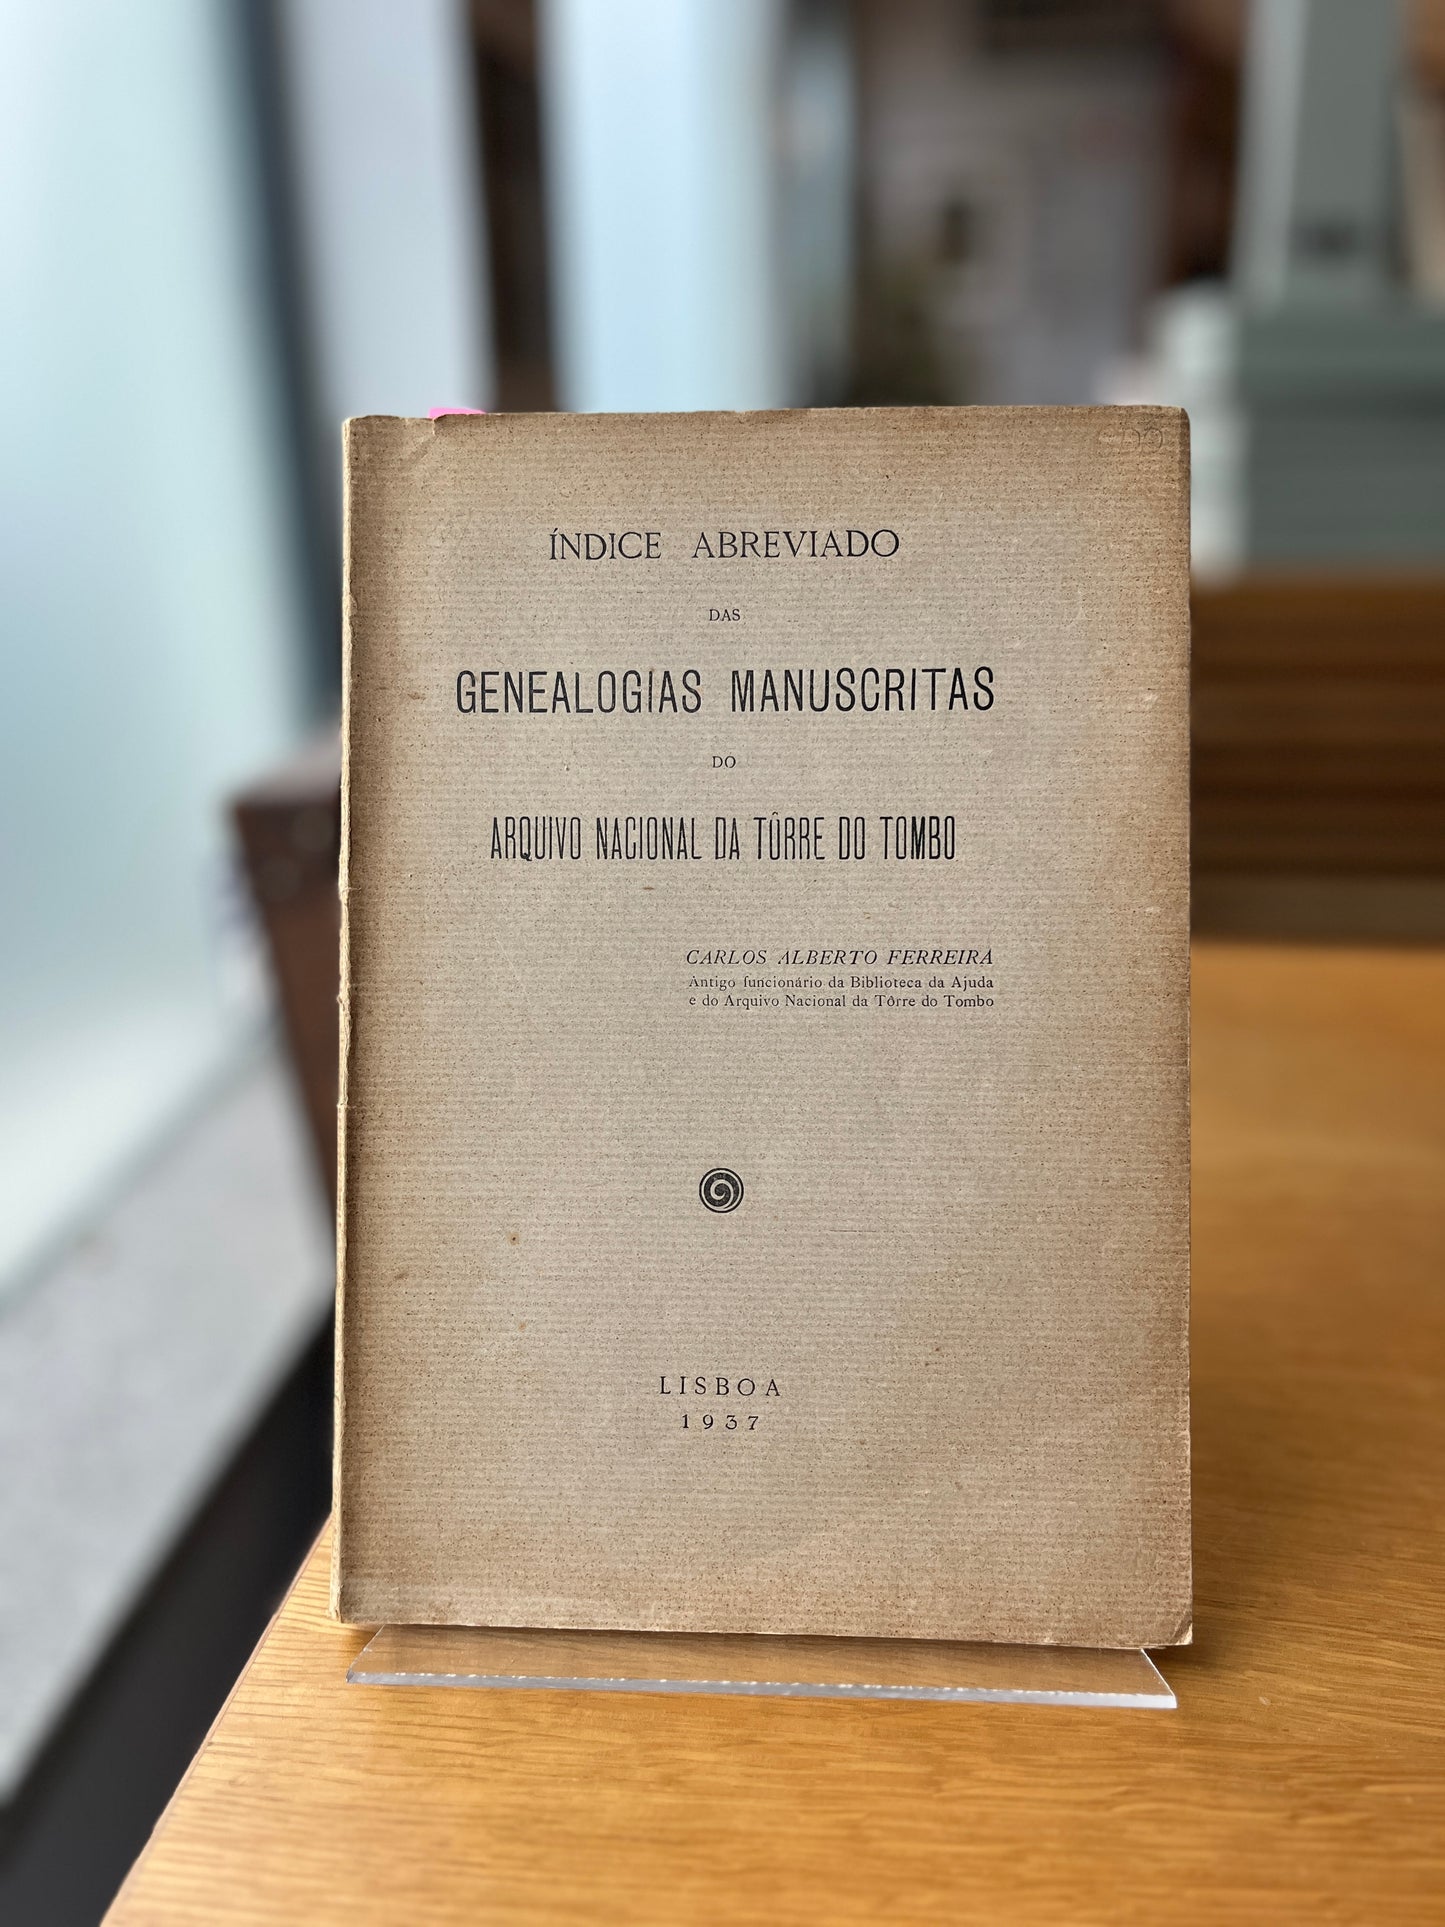 ÍNDICE ABREVIADO
DAS
GENEALOGIAS MANUSCRITAS
DO
ARQUIVO NACIONAL DA TÔRRE DO TOMBO
CARLOS ALBERTO FERREIRA
Antigo funcionário da Biblioteca da Ajuda
e do Arquivo Nacional da Tôrre do Tombo
LISBOA
1937